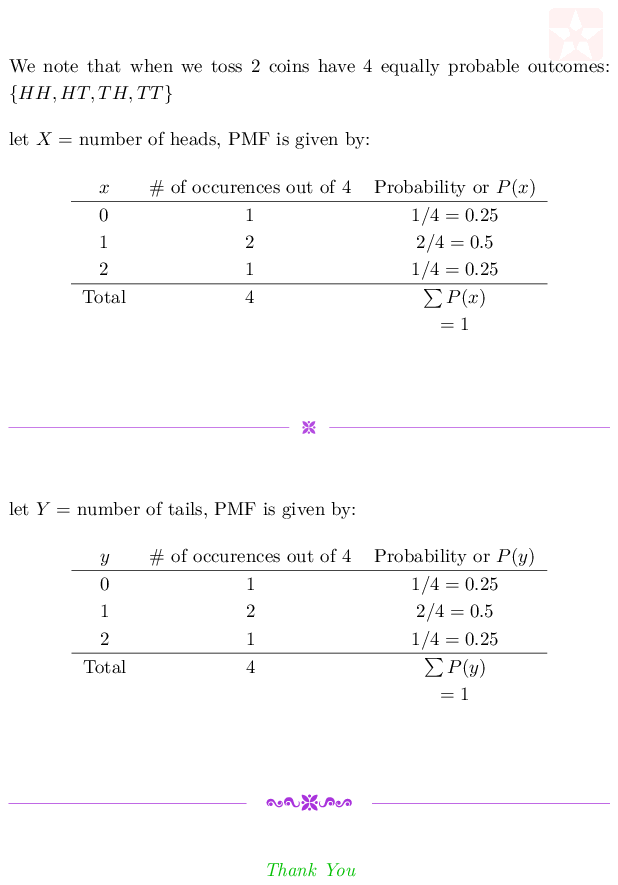 We note that when we toss 2 coins have 4 equally probable outcomes:
{HH, HT, TH, TT}
let X = number of heads, PMF is given by:
x # of occurences out of 4 Probability or P(x)
0 1 1/4 = 0.25
1 2 2/4 = 0.5
2 1 1/4 = 0.25
Total 4 ∑ P(x)
= 1
let Y = number of tails, PMF is given by:
y # of occurences out of 4 Probability or P(y)
0 1 1/4 = 0.25
1 2 2/4 = 0.5
2 1 1/4 = 0.25
Total 4 ∑ P(y)
= 1
Thank You